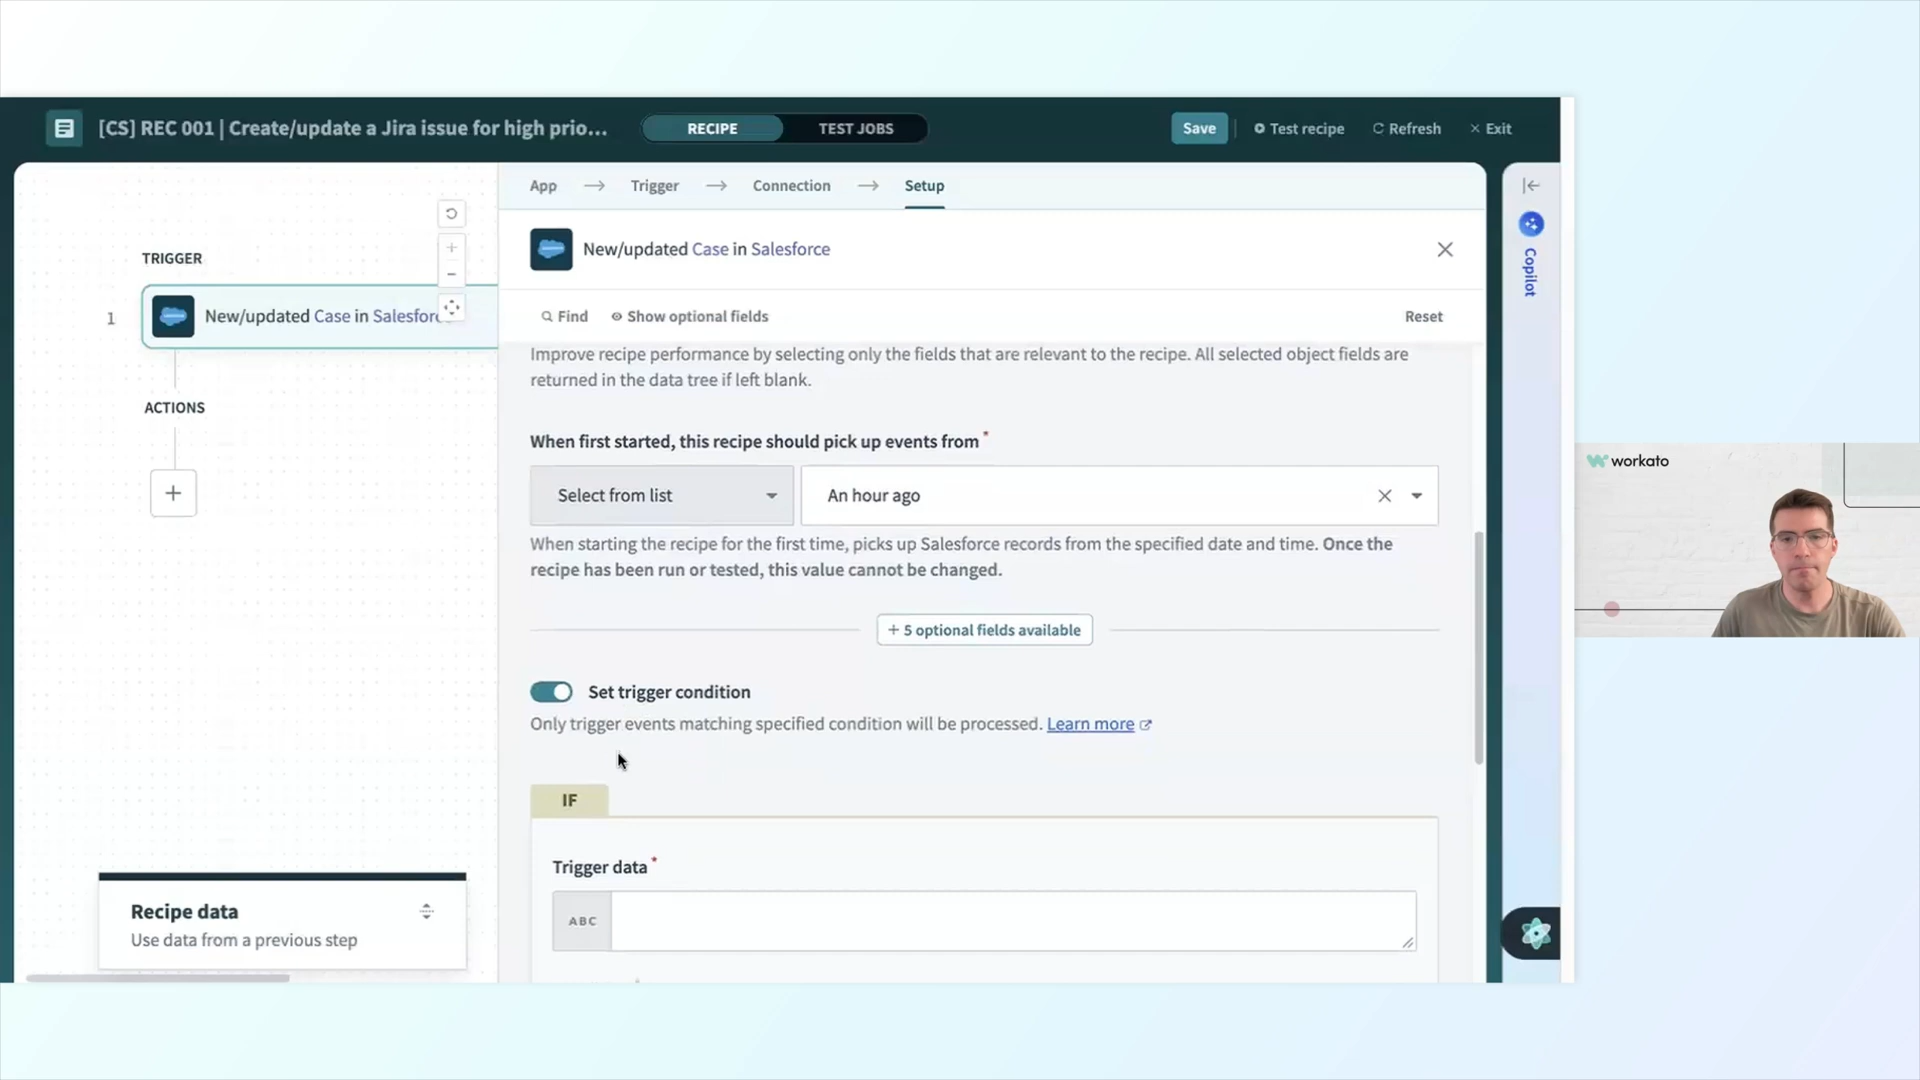 [CS] REC 001 | Create/update a Jira issue for high prio...
RECIPE
TEST JOBS
Save
Test recipe
Refresh
Exit
App
Trigger
Connection
Setup
New/updated Case in Salesforce
Find
Show optional fields
Reset
Improve recipe performance by selecting only the fields that are relevant to the recipe. All selected object fields are
returned in the data tree if left blank.
When first started, this recipe should pick up events from *
Select from list
An hour ago
When starting the recipe for the first time, picks up Salesforce records from the specified date and time. Once the
recipe has been run or tested, this value cannot be changed.
+ 5 optional fields available
Set trigger condition
Only trigger events matching specified condition will be processed. Learn more
IF
Trigger data *
ABC
TRIGGER
1
New/updated Case in Salesforc
ACTIONS
Recipe data
Use data from a previous step
Copilot
workato